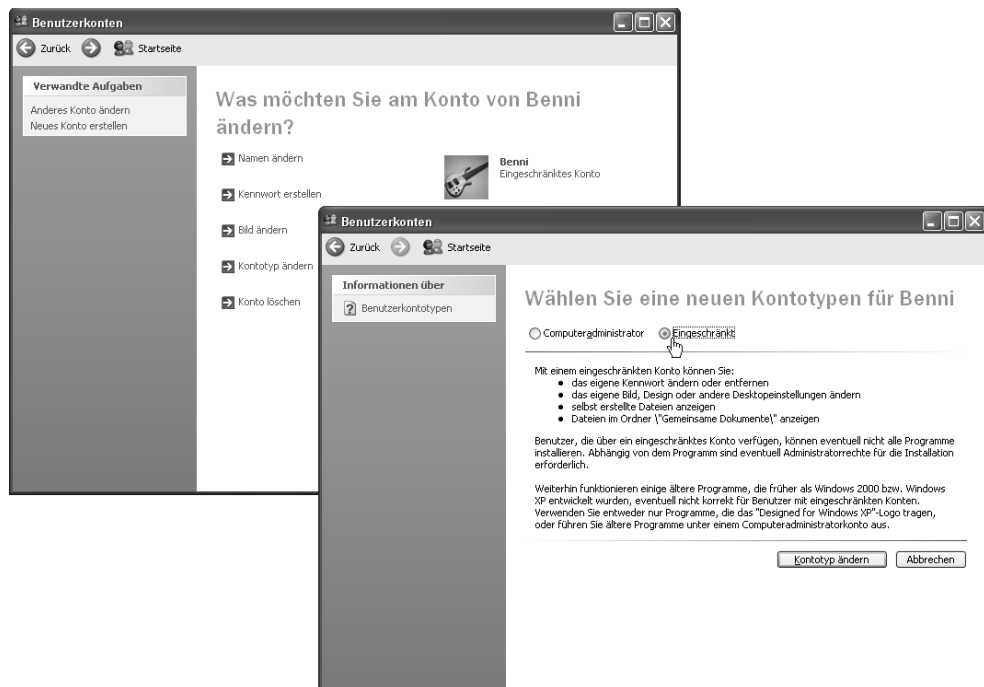 Benutzerkonten
Zurück Startseite
Verwandte Aufgaben
Anderes Konto ändern
Neues Konto erstellen
Was möchten Sie am Konto von Benni
ändern?
Namen ändern
Kennwort erstellen
Bild ändern
Kontotyp ändern
Konto löschen
Benni
Eingeschränktes Konto
Benutzerkonten
Zurück Startseite
Informationen über
Benutzerkontotypen
Wählen Sie eine neuen Kontotypen für Benni
Computeradministrator Eingeschränkt
Mit einem eingeschränkten Konto können Sie:
• das eigene Kennwort ändern oder entfernen
• das eigene Bild, Design oder andere Desktopeinstellungen ändern
• selbst erstellte Dateien anzeigen
• Dateien im Ordner \"Gemeinsame Dokumente\" anzeigen
Benutzer, die über ein eingeschränktes Konto verfügen, können eventuell nicht alle Programme
installieren. Abhängig von dem Programm sind eventuell Administratorrechte für die Installation
erforderlich.
Weiterhin funktionieren einige ältere Programme, die früher als Windows 2000 bzw. Windows
XP entwickelt wurden, eventuell nicht korrekt für Benutzer mit eingeschränkten Konten.
Verwenden Sie entweder nur Programme, die das "Designed for Windows XP"-Logo tragen,
oder führen Sie ältere Programme unter einem Computeradministratorkonto aus.
Kontotyp ändern Abbrechen